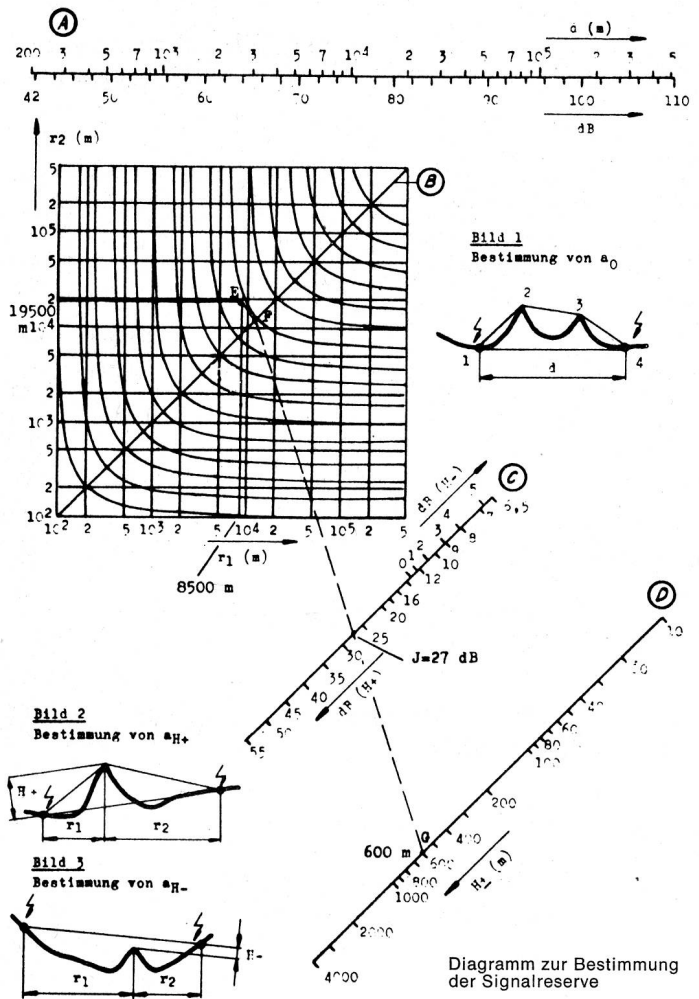 A
d (m)
200 3 5 7 10³ 2 3 5 7 10⁴ 2 3 5 7 10⁵ 2 3 5
42 50 60 70 80 90 100 110
dB
r₂ (m)
B
5
2
10⁵
5
2
19500
m 10⁴
5
2
10³
5
2
10²
E
F
10² 2 5 10³ 2 5 10⁴ 2 5 10⁵ 2 5
r₁ (m)
8500 m
Bild 1
Bestimmung von a₀
2
3
1
4
d
C
dB (H-)
0 1 2 3 4 5
6,5
7 8 9 10 12 16 20 25 30 35 40 45 50 55
J=27 dB
dB (H+)
D
20
30
40
60
80
100
200
400
G
600 m
600
800
1000
2000
4000
H± (m)
Bild 2
Bestimmung von aH+
H+
r₁
r₂
Bild 3
Bestimmung von aH-
H-
r₁
r₂
Diagramm zur Bestimmung
der Signalreserve